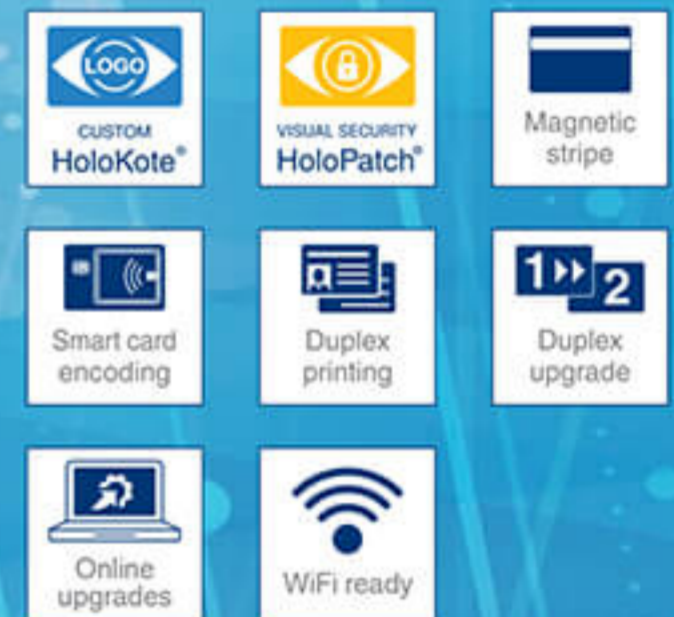 LOGO
CUSTOM
HoloKote®
VISUAL SECURITY
HoloPatch®
Magnetic
stripe
Smart card
encoding
Duplex
printing
1 2
Duplex
upgrade
Online
upgrades
WiFi ready